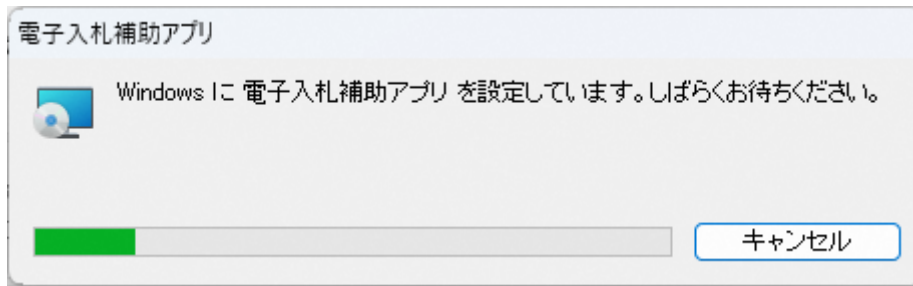 電子入札補助アプリ
Windows に 電子入札補助アプリ を設定しています。しばらくお待ちください。
キャンセル